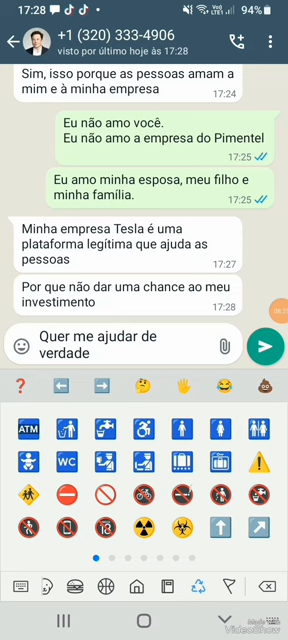 17:28
Vo))
LTE1
94%
+1 (320) 333-4906
visto por último hoje às 17:28
Sim, isso porque as pessoas amam a
mim e à minha empresa
17:24
Eu não amo você.
Eu não amo a empresa do Pimentel
17:25
Eu amo minha esposa, meu filho e
minha família.
17:25
Minha empresa Tesla é uma
plataforma legítima que ajuda as
pessoas
17:27
Por que não dar uma chance ao meu
investimento
17:28
Quer me ajudar de
verdade
ATM
WC
18
Made with
VivaVideo